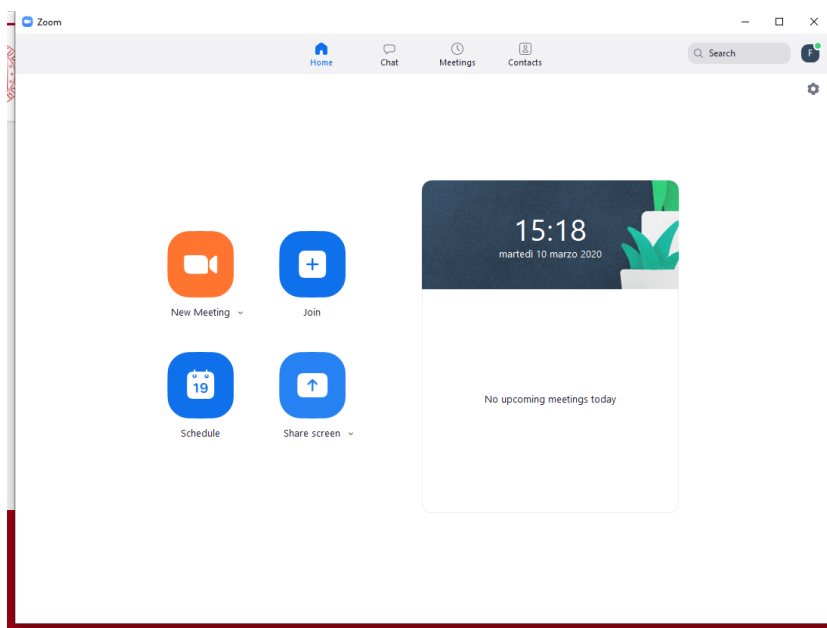 Zoom
Home
Chat
Meetings
Contacts
Search
F
15:18
martedì 10 marzo 2020
New Meeting
Join
19
Schedule
Share screen
No upcoming meetings today